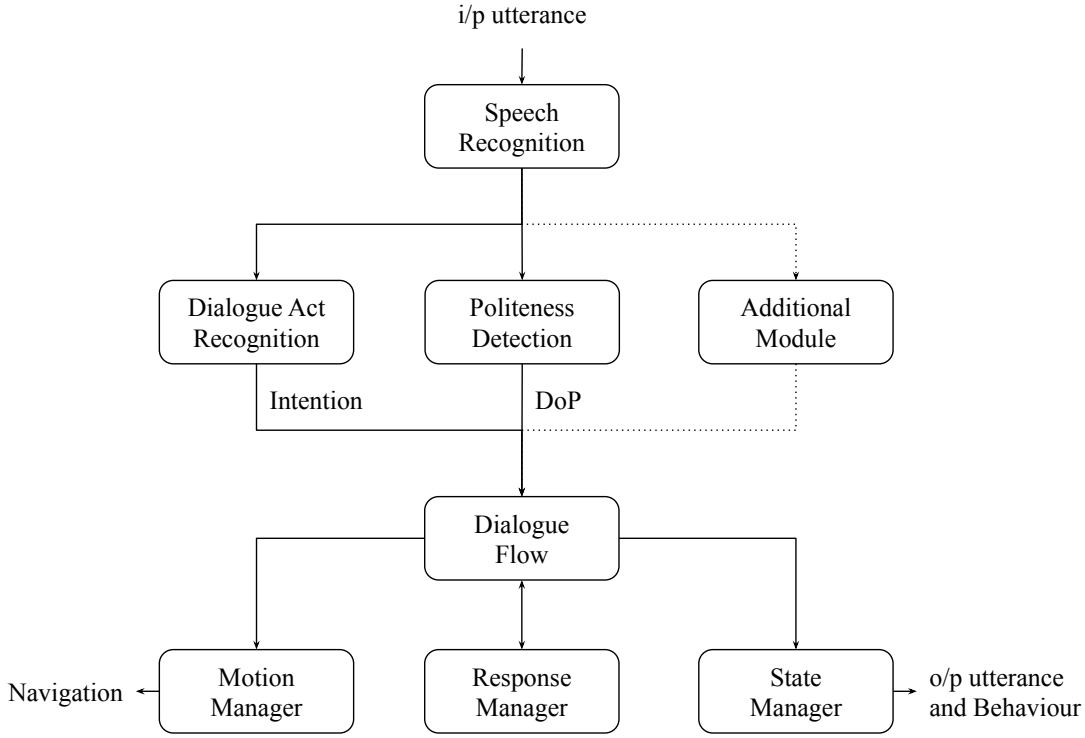 i/p utterance
Speech
Recognition
Dialogue Act
Recognition
Politeness
Detection
Additional
Module
Intention
DoP
Dialogue
Flow
Navigation
Motion
Manager
Response
Manager
State
Manager
o/p utterance
and Behaviour